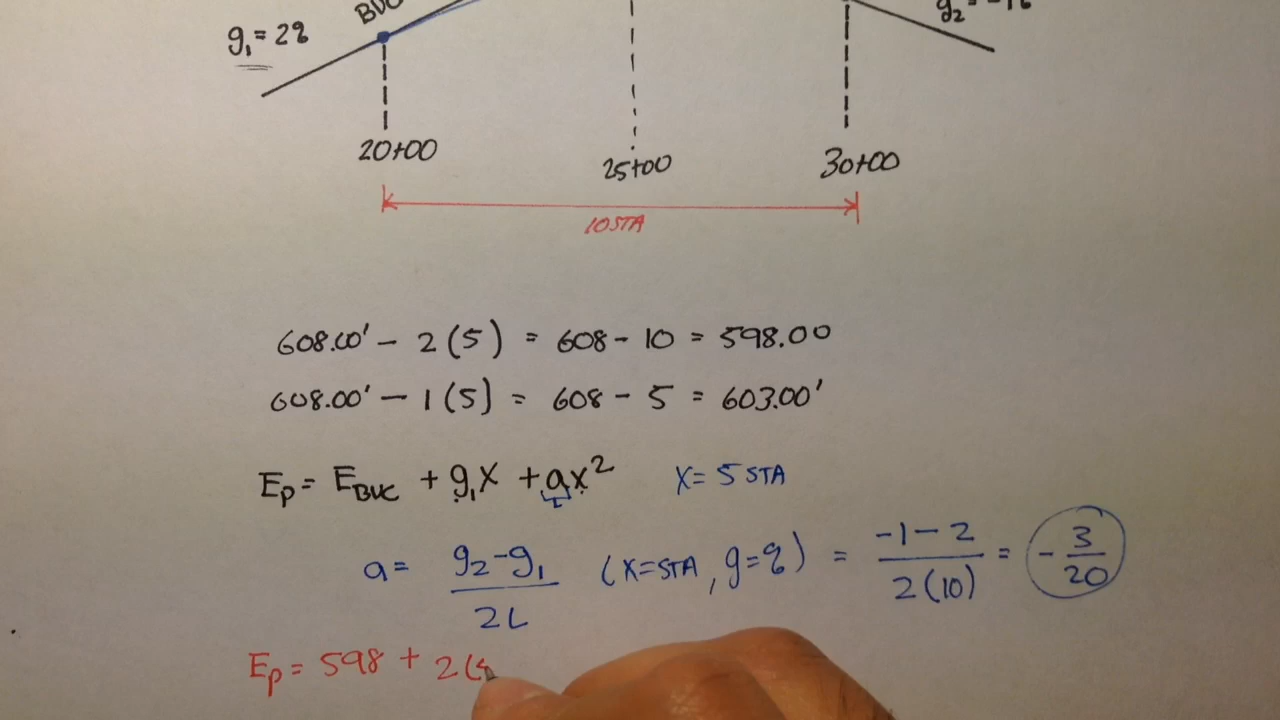 BVC
g₁ = 2%
g₂ = -1%
20+00
25+00
30+00
10 STA
608.00' - 2(5) = 608 - 10 = 598.00
608.00' - 1(5) = 608 - 5 = 603.00'
Ep = E_BVC + g₁x + ax² x = 5 STA
a = g₂-g₁ / 2L (x=STA, g=%) = -1-2 / 2(10) = - 3/20
Ep = 598 + 2(5